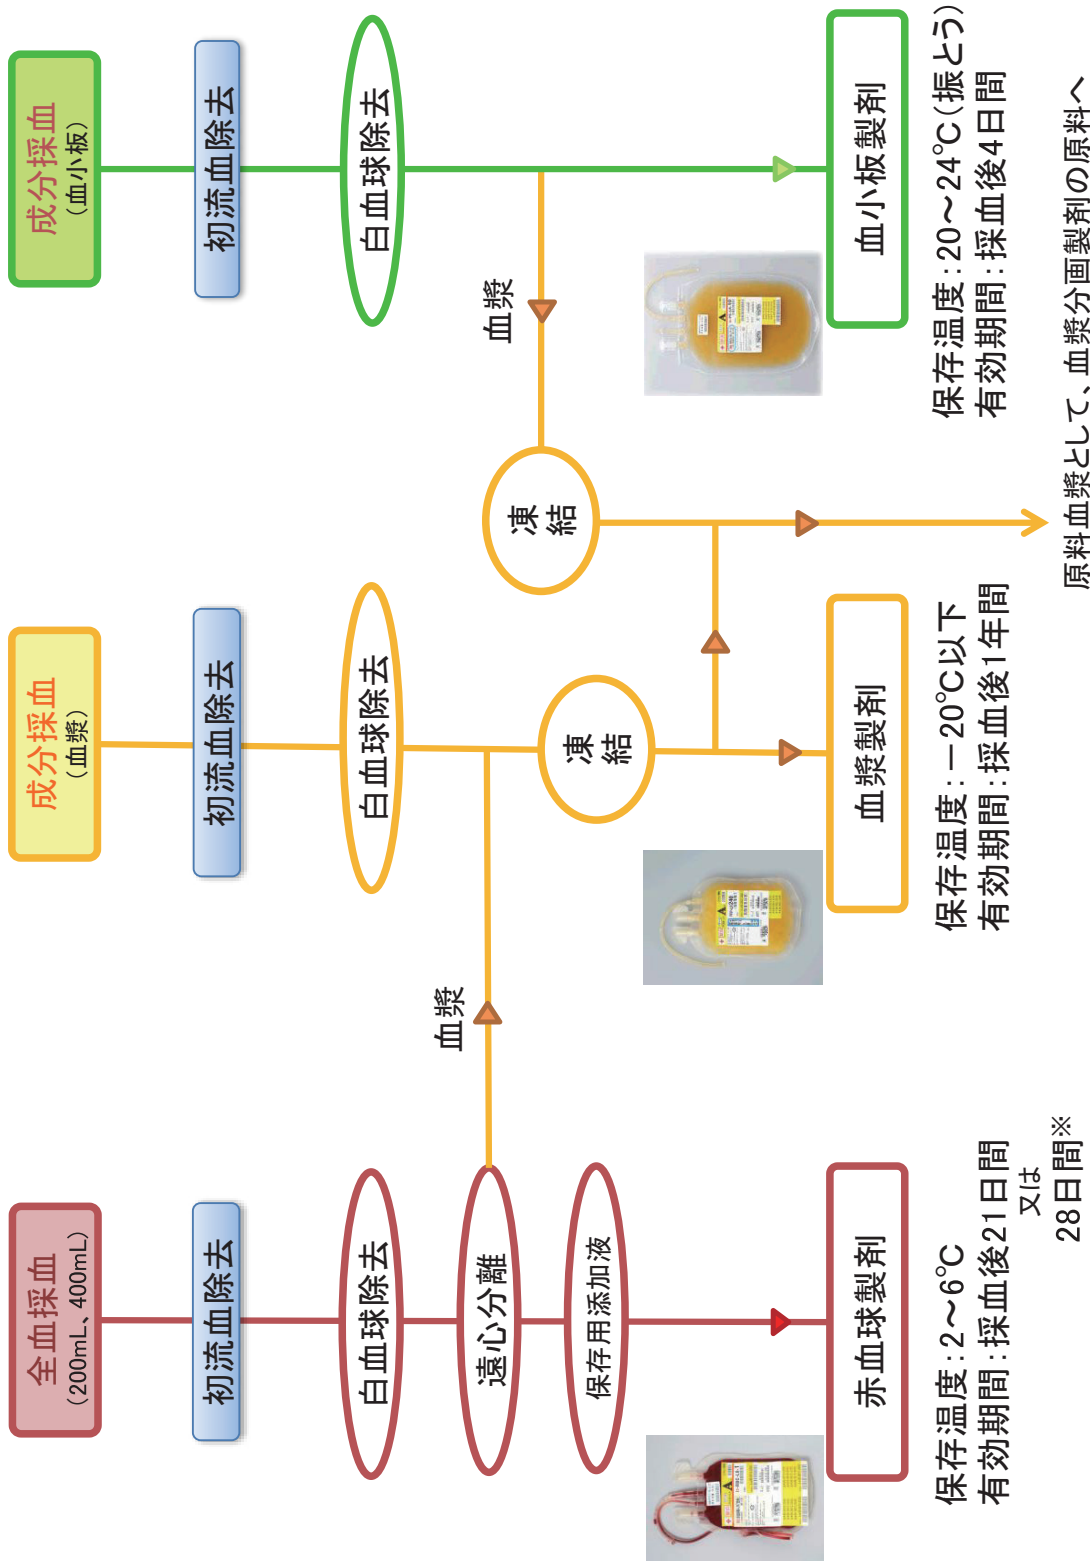 全血採血
（200mL、400mL）
初流血除去
白血球除去
遠心分離
保存用添加液
赤血球製剤
保存温度：2～6℃
有効期間：採血後21日間
又は
28日間※
血漿
成分採血
（血漿）
初流血除去
白血球除去
凍
結
血漿製剤
保存温度：－20℃以下
有効期間：採血後1年間
成分採血
（血小板）
初流血除去
白血球除去
血漿
凍
結
血小板製剤
保存温度：20～24℃（振とう）
有効期間：採血後4日間
原料血漿として、血漿分画製剤の原料へ